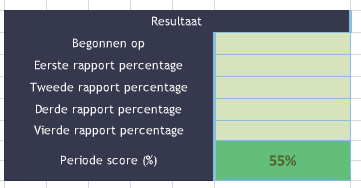 Resultaat
Begonnen op
Eerste rapport percentage
Tweede rapport percentage
Derde rapport percentage
Vierde rapport percentage
Periode score (%) 55%